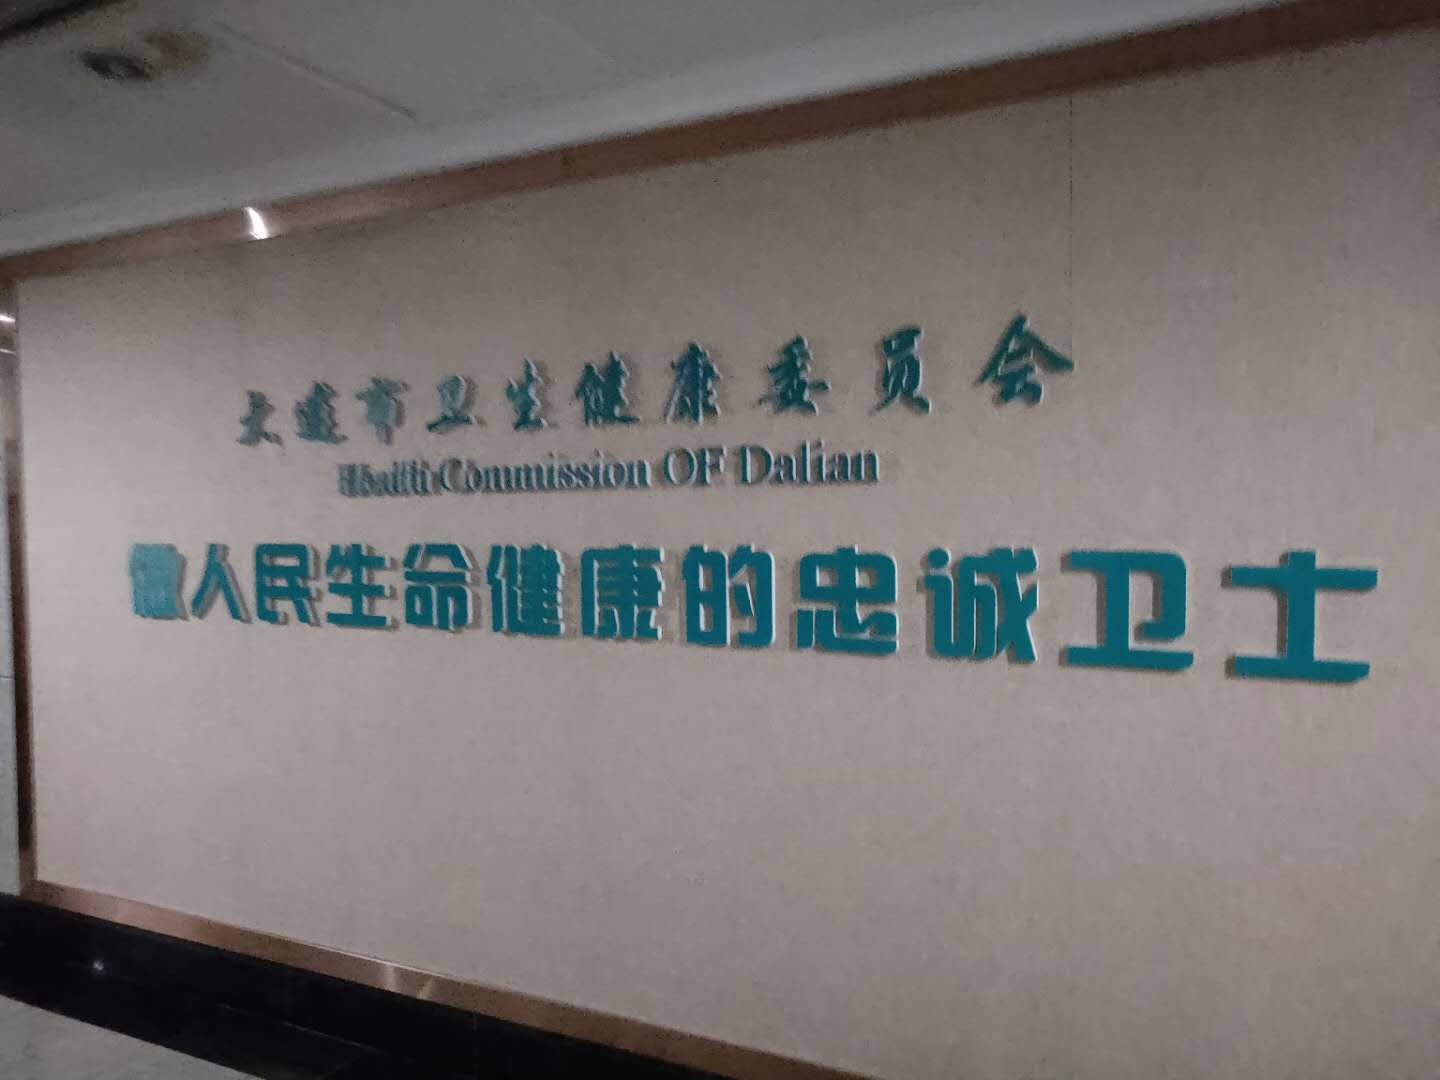 大连市卫生健康委员会
Health Commission OF Dalian
做人民生命健康的忠诚卫士